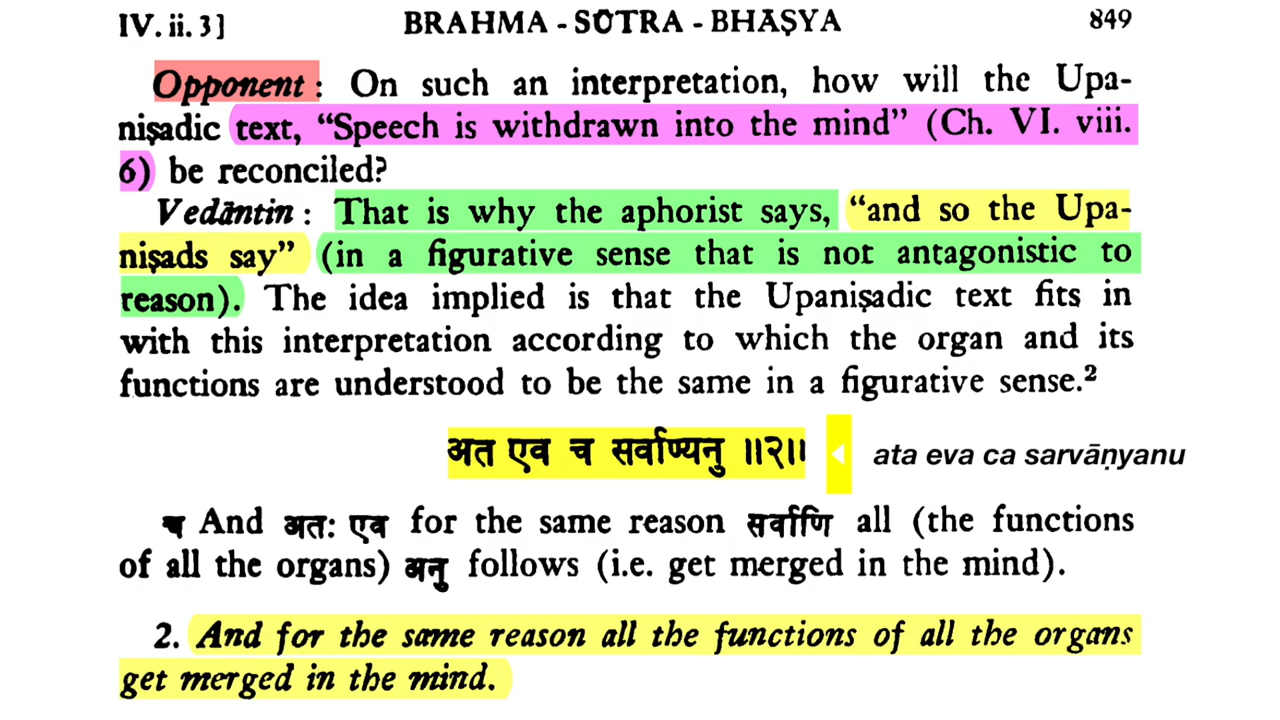 IV. ii. 3] BRAHMA - SŪTRA - BHĀṢYA 849
Opponent : On such an interpretation, how will the Upa-
niṣadic text, “Speech is withdrawn into the mind” (Ch. VI. viii.
6) be reconciled?
Vedāntin : That is why the aphorist says, “and so the Upa-
niṣads say” (in a figurative sense that is not antagonistic to
reason). The idea implied is that the Upaniṣadic text fits in
with this interpretation according to which the organ and its
functions are understood to be the same in a figurative sense.²
अत एव च सर्वाण्यनु ॥२॥ ata eva ca sarvāṇyanu
च And अत: एव for the same reason सर्वाणि all (the functions
of all the organs) अनु follows (i.e. get merged in the mind).
2. And for the same reason all the functions of all the organs
get merged in the mind.